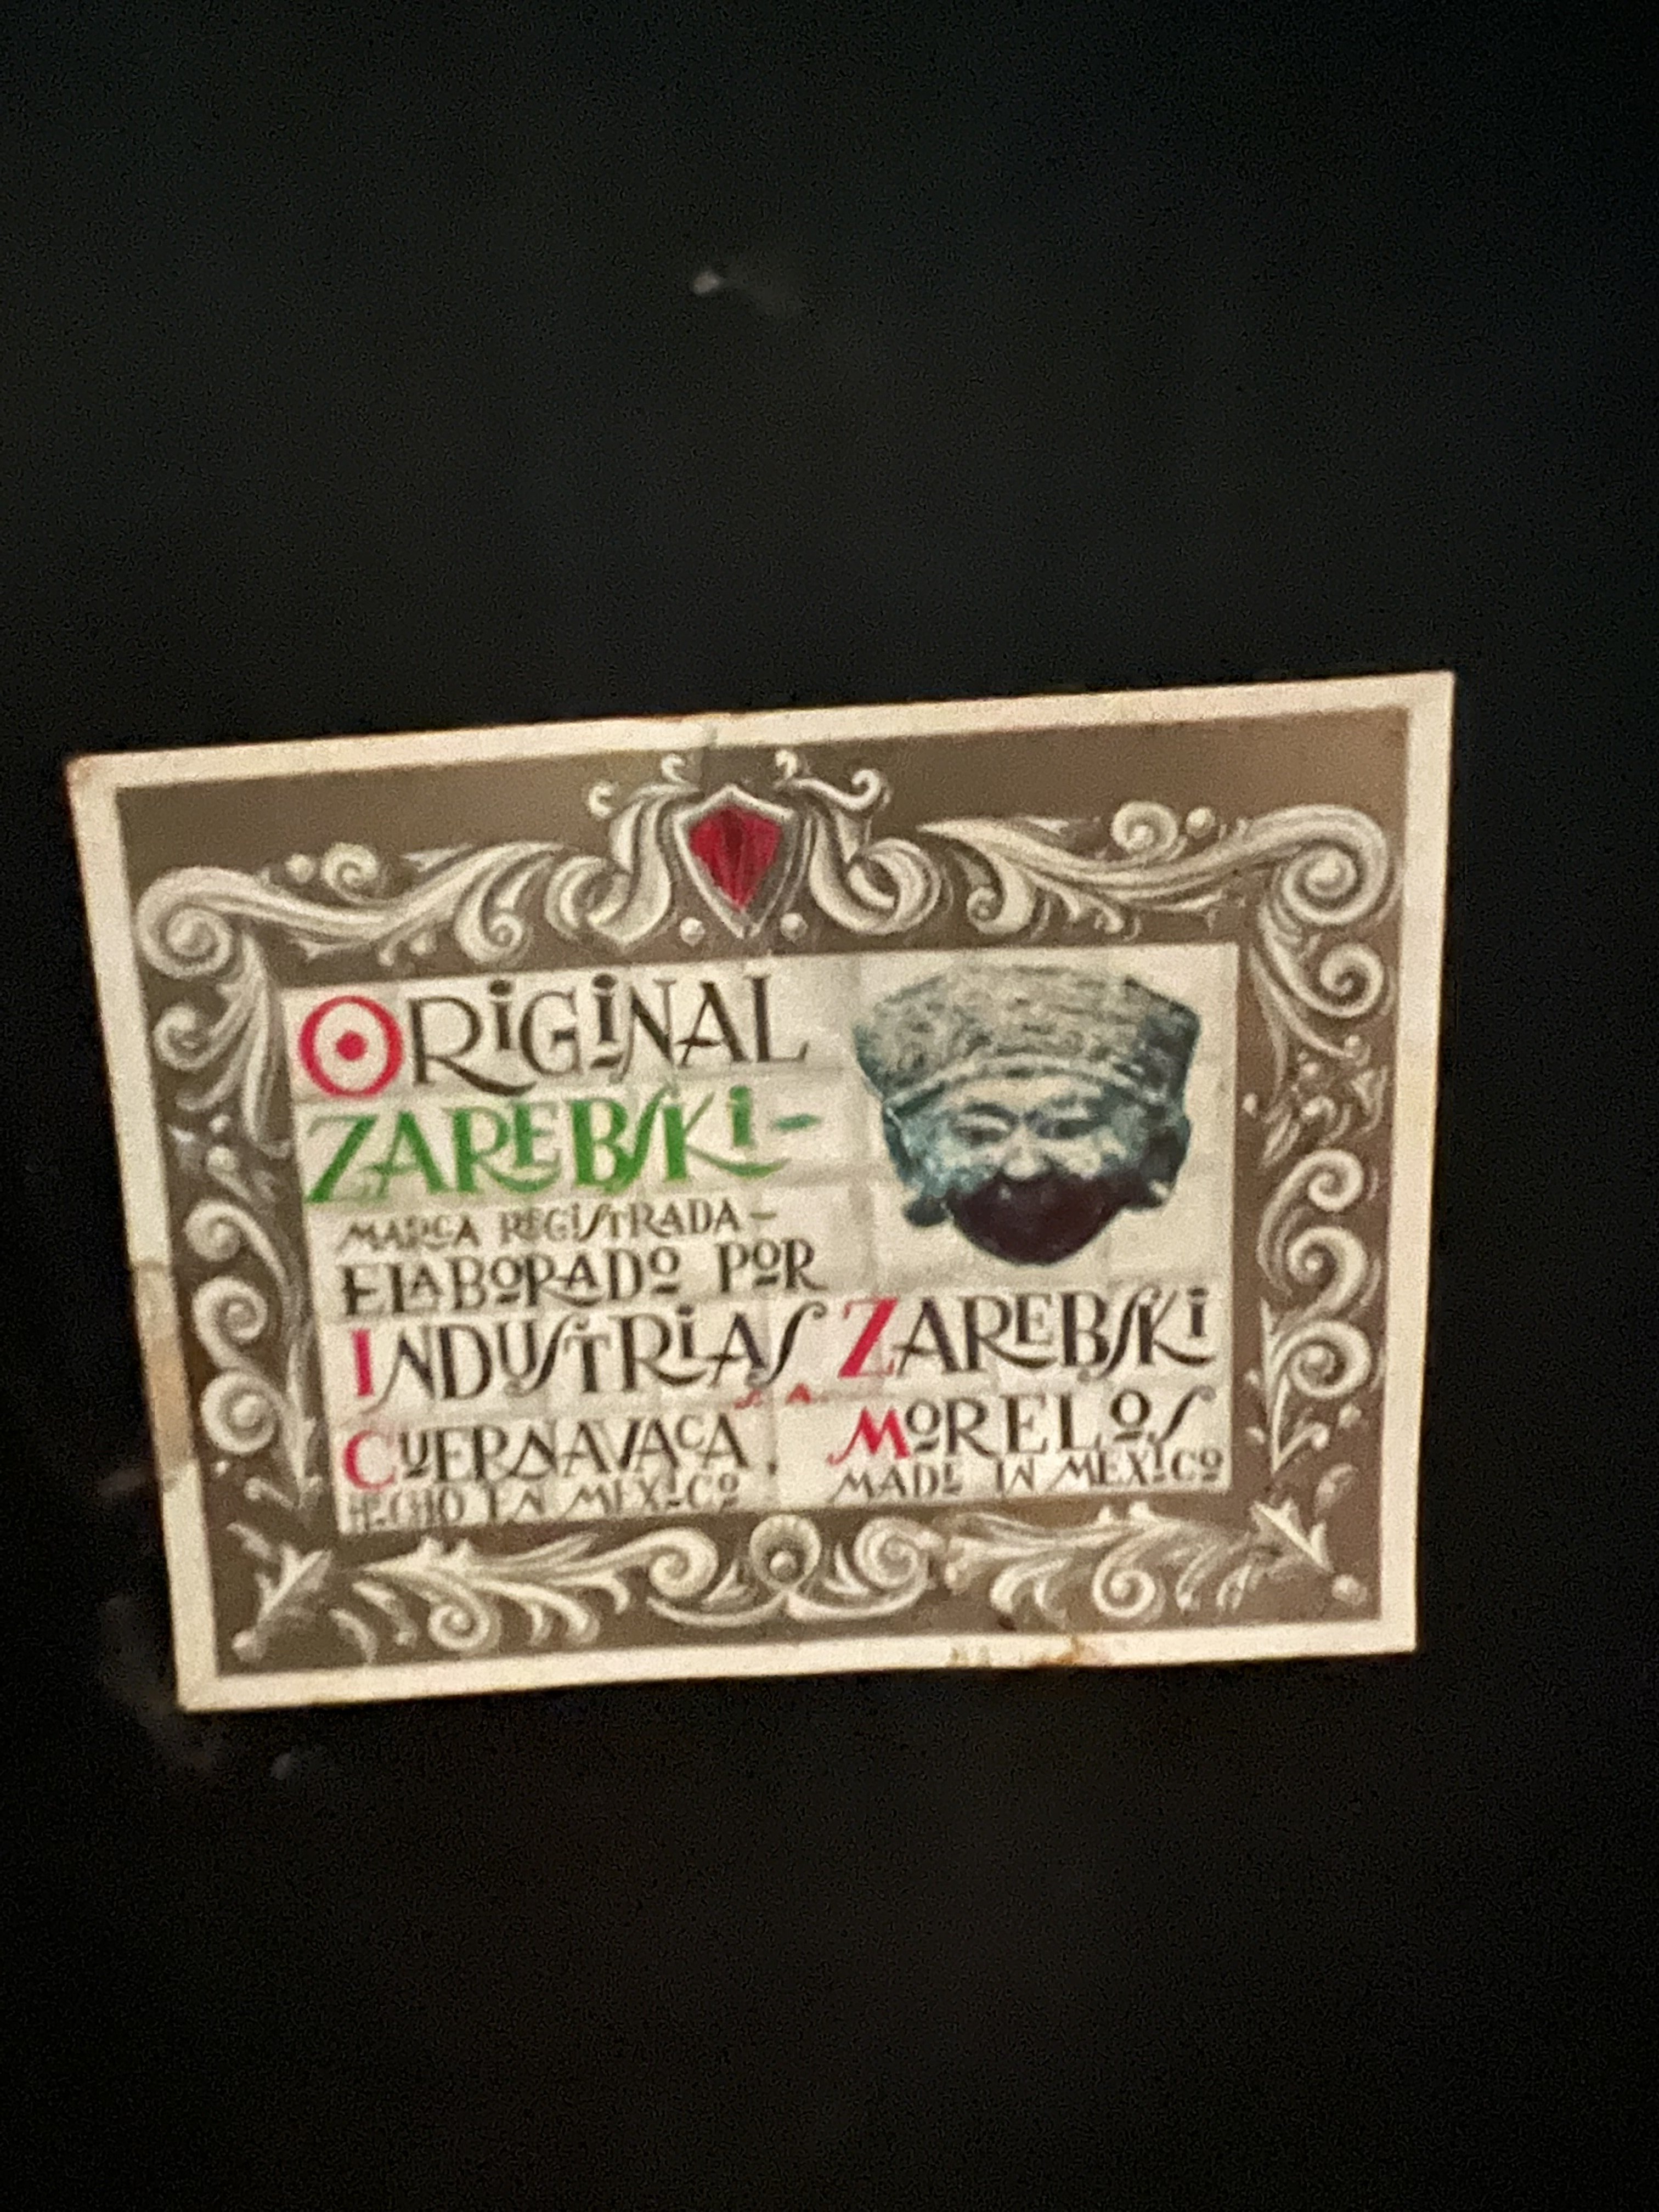 ORIGINAL
ZAREBSKI-
MARCA REGISTRADA-
ELABORADO POR
INDUSTRIAS ZAREBSKI
S. A.
CUERNAVACA, MORELOS
HECHO EN MEXICO MADE IN MEXICO